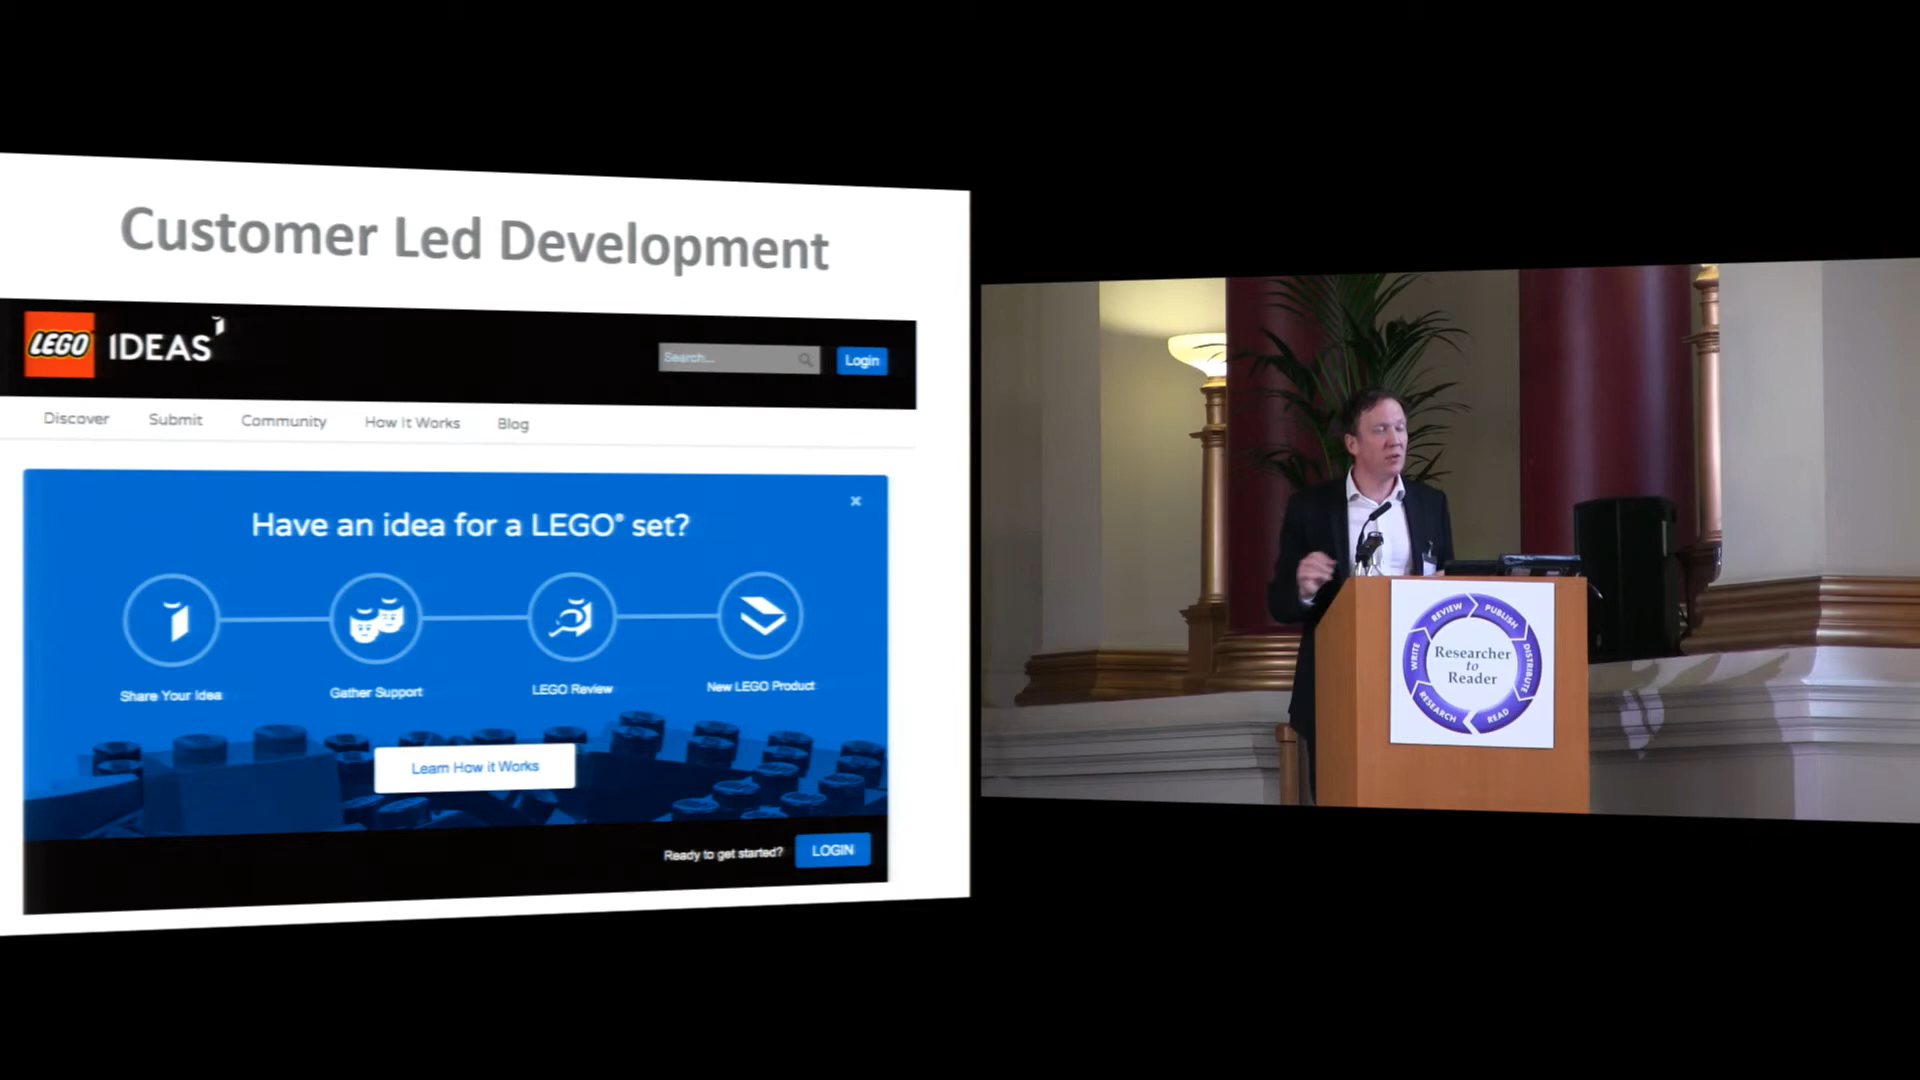 Customer Led Development
LEGO IDEAS
Search...
Login
Discover Submit Community How It Works Blog
Have an idea for a LEGO® set?
Share Your Idea Gather Support LEGO Review New LEGO Product
Learn How it Works
Ready to get started? LOGIN
REVIEW PUBLISH DISTRIBUTE READ RESEARCH WRITE
Researcher
to
Reader